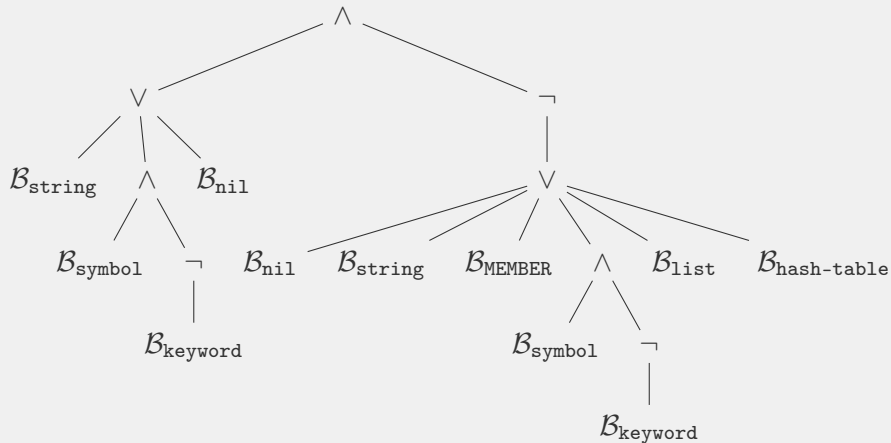 ∧
∨ ¬
𝓑string ∧ 𝓑nil ∨
𝓑symbol ¬ 𝓑nil 𝓑string 𝓑MEMBER ∧ 𝓑list 𝓑hash-table
𝓑keyword 𝓑symbol ¬
𝓑keyword